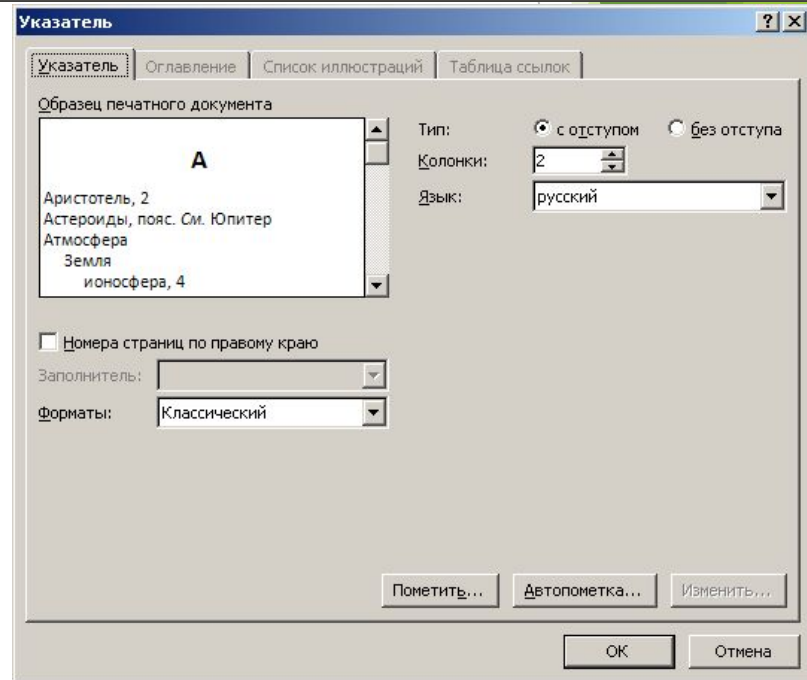 Указатель
Указатель Оглавление Список иллюстраций Таблица ссылок
Образец печатного документа
А
Аристотель, 2
Астероиды, пояс. См. Юпитер
Атмосфера
Земля
ионосфера, 4
Тип: с отступом без отступа
Колонки: 2
Язык: русский
Номера страниц по правому краю
Заполнитель:
Форматы: Классический
Пометить... Автопометка... Изменить...
ОК Отмена